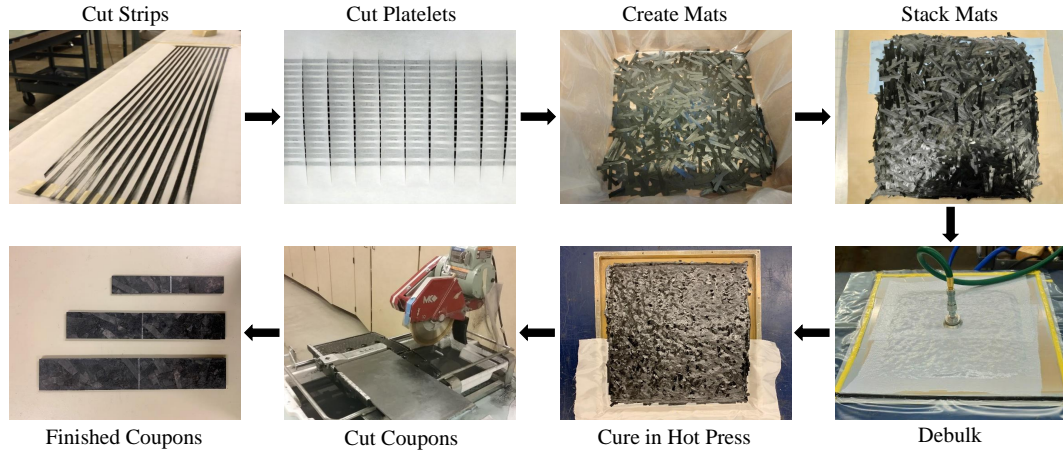 Cut Strips
Cut Platelets
Create Mats
Stack Mats
Finished Coupons
Cut Coupons
Cure in Hot Press
Debulk